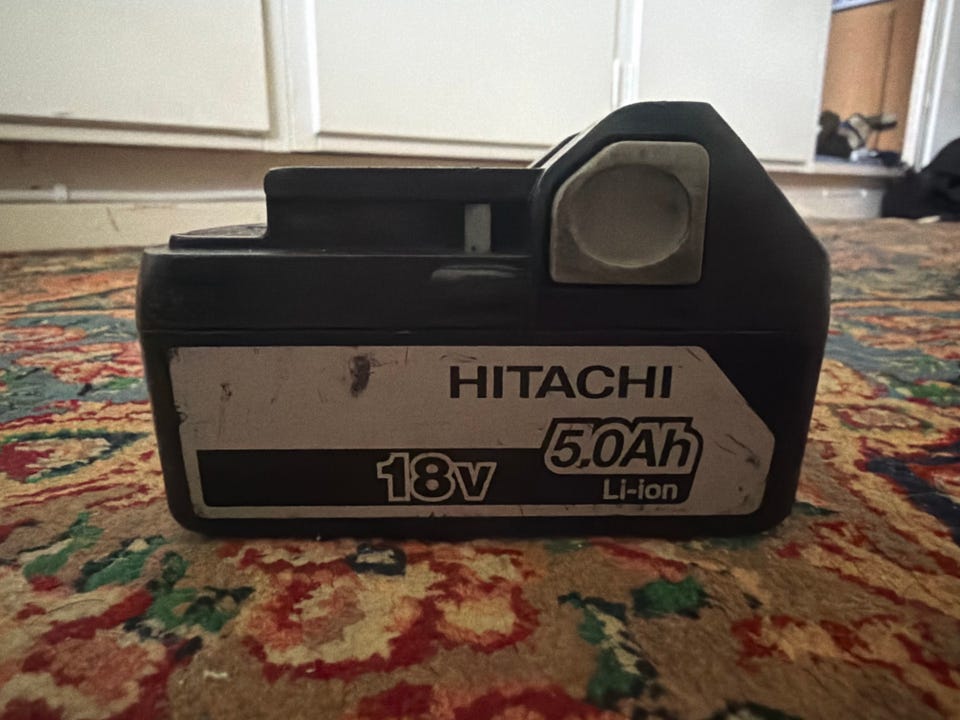 HITACHI
5.0Ah
18v
Li-ion